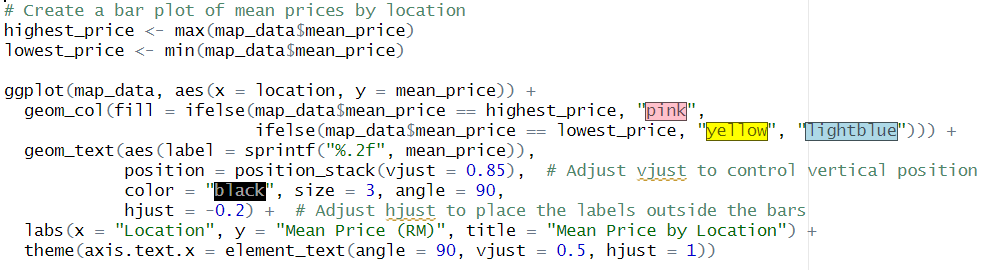 # Create a bar plot of mean prices by location
highest_price <- max(map_data$mean_price)
lowest_price <- min(map_data$mean_price)
ggplot(map_data, aes(x = location, y = mean_price)) +
  geom_col(fill = ifelse(map_data$mean_price == highest_price, "pink",
                         ifelse(map_data$mean_price == lowest_price, "yellow", "lightblue"))) +
  geom_text(aes(label = sprintf("%.2f", mean_price)),
            position = position_stack(vjust = 0.85),  # Adjust vjust to control vertical position
            color = "black", size = 3, angle = 90,
            hjust = -0.2) +  # Adjust hjust to place the labels outside the bars
  labs(x = "Location", y = "Mean Price (RM)", title = "Mean Price by Location") +
  theme(axis.text.x = element_text(angle = 90, vjust = 0.5, hjust = 1))